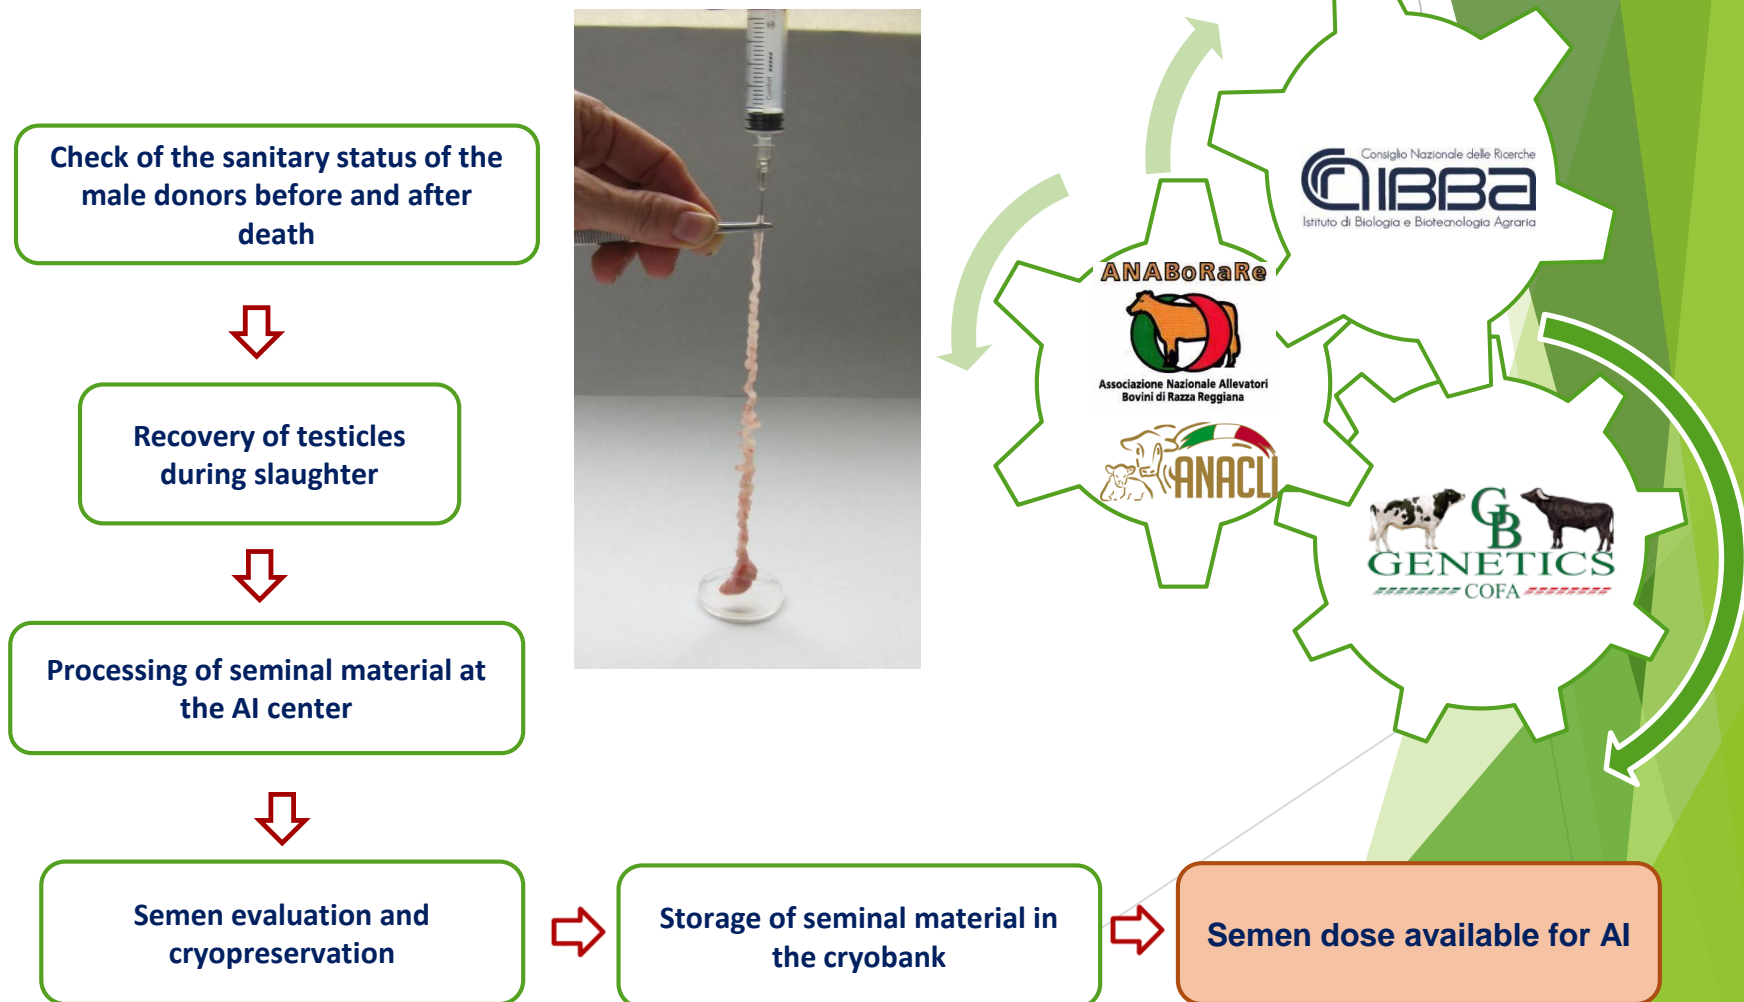 Check of the sanitary status of the
male donors before and after
death
Recovery of testicles
during slaughter
Processing of seminal material at
the AI center
Semen evaluation and
cryopreservation
Storage of seminal material in
the cryobank
Semen dose available for AI
Consiglio Nazionale delle Ricerche
IBBA
Istituto di Biologia e Biotecnologia Agraria
ANABoRaRe
Associazione Nazionale Allevatori
Bovini di Razza Reggiana
ANACLI
GB
GENETICS
COFA